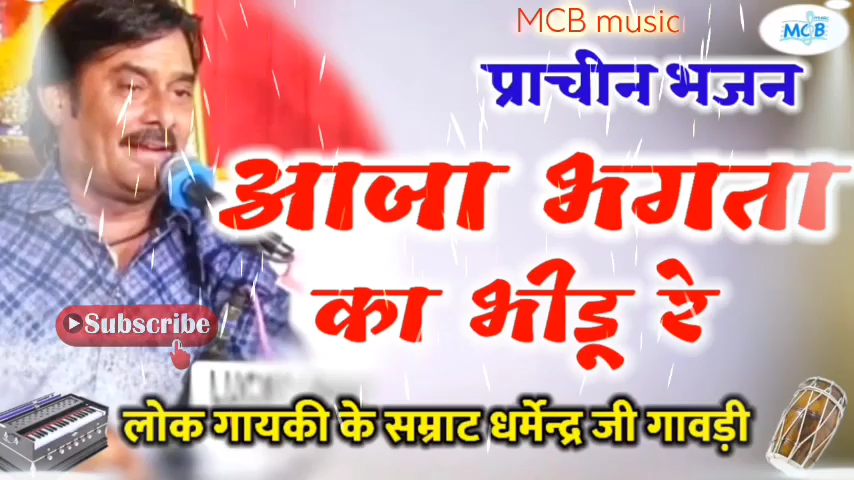 MCB music
MCB
प्राचीन भजन
आजा भगता
का भीडू रे
Subscribe
लोक गायकी के सम्राट धर्मेन्द्र जी गावड़ी